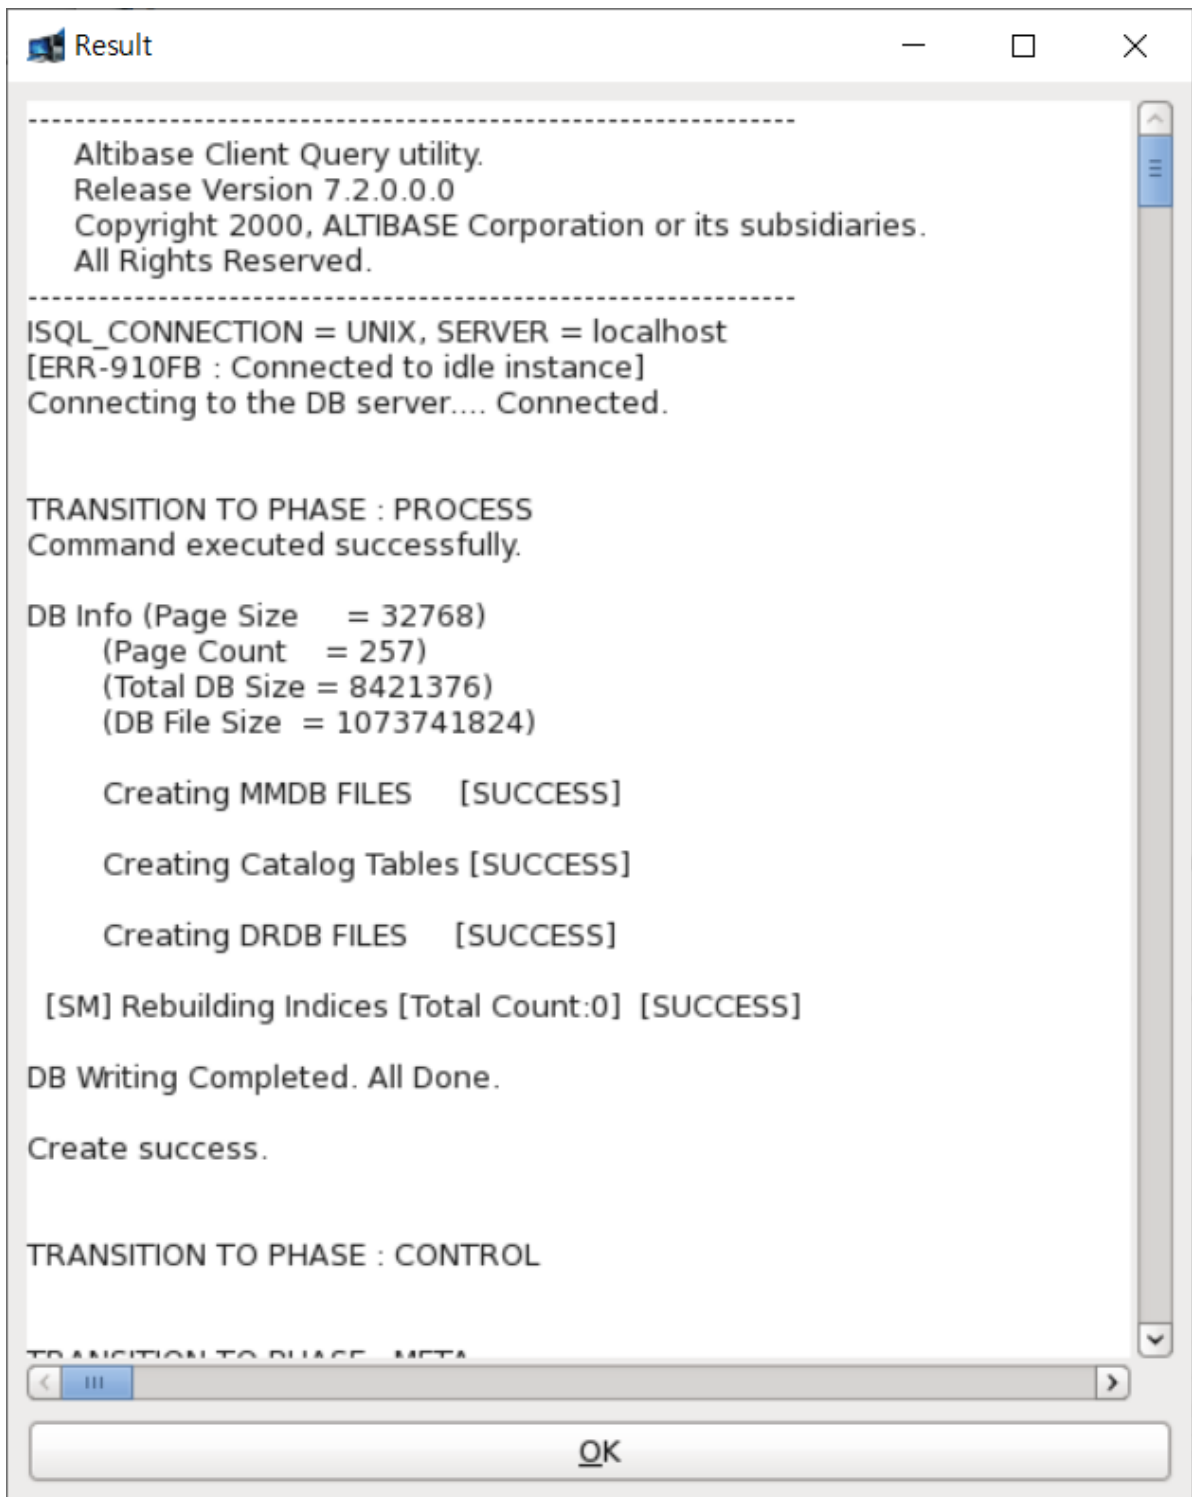 Result
-----------------------------------------------------------------
Altibase Client Query utility.
Release Version 7.2.0.0.0
Copyright 2000, ALTIBASE Corporation or its subsidiaries.
All Rights Reserved.
-----------------------------------------------------------------
ISQL_CONNECTION = UNIX, SERVER = localhost
[ERR-910FB : Connected to idle instance]
Connecting to the DB server.... Connected.
TRANSITION TO PHASE : PROCESS
Command executed successfully.
DB Info (Page Size     = 32768)
(Page Count    = 257)
(Total DB Size = 8421376)
(DB File Size  = 1073741824)
Creating MMDB FILES     [SUCCESS]
Creating Catalog Tables [SUCCESS]
Creating DRDB FILES     [SUCCESS]
[SM] Rebuilding Indices [Total Count:0]  [SUCCESS]
DB Writing Completed. All Done.
Create success.
TRANSITION TO PHASE : CONTROL
TRANSITION TO PHASE : META
OK